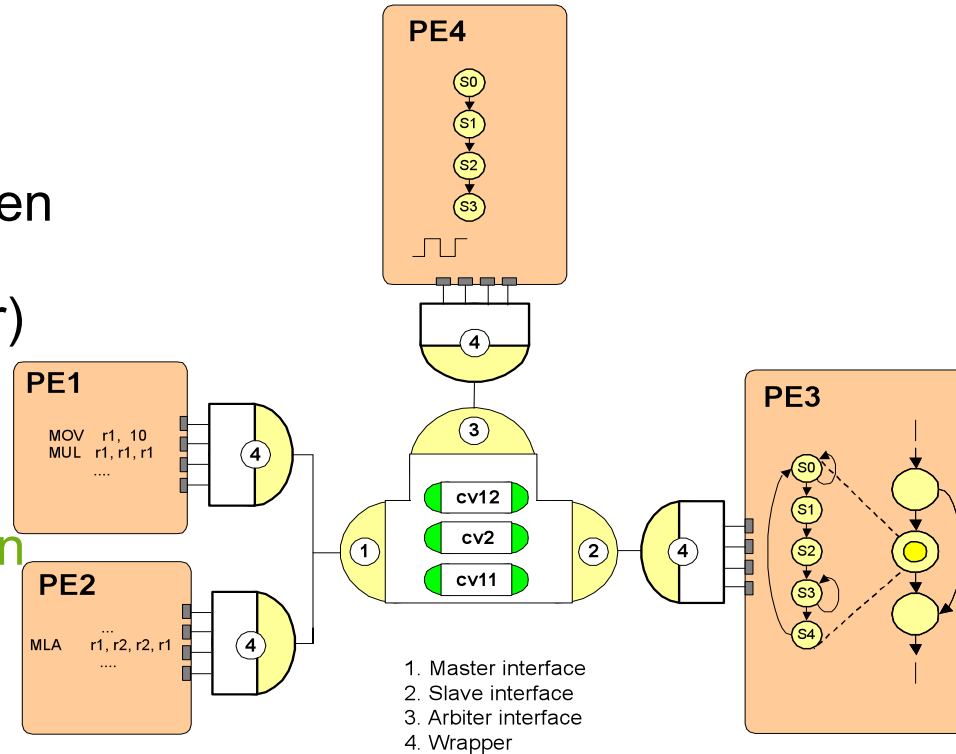 en
r)
n
PE4
S0
S1
S2
S3
4
3
PE1
MOV r1, 10
MUL r1, r1, r1
....
4
PE2
...
MLA r1, r2, r2, r1
....
4
1
cv12
cv2
cv11
2
4
PE3
S0
S1
S2
S3
S4
1. Master interface
2. Slave interface
3. Arbiter interface
4. Wrapper